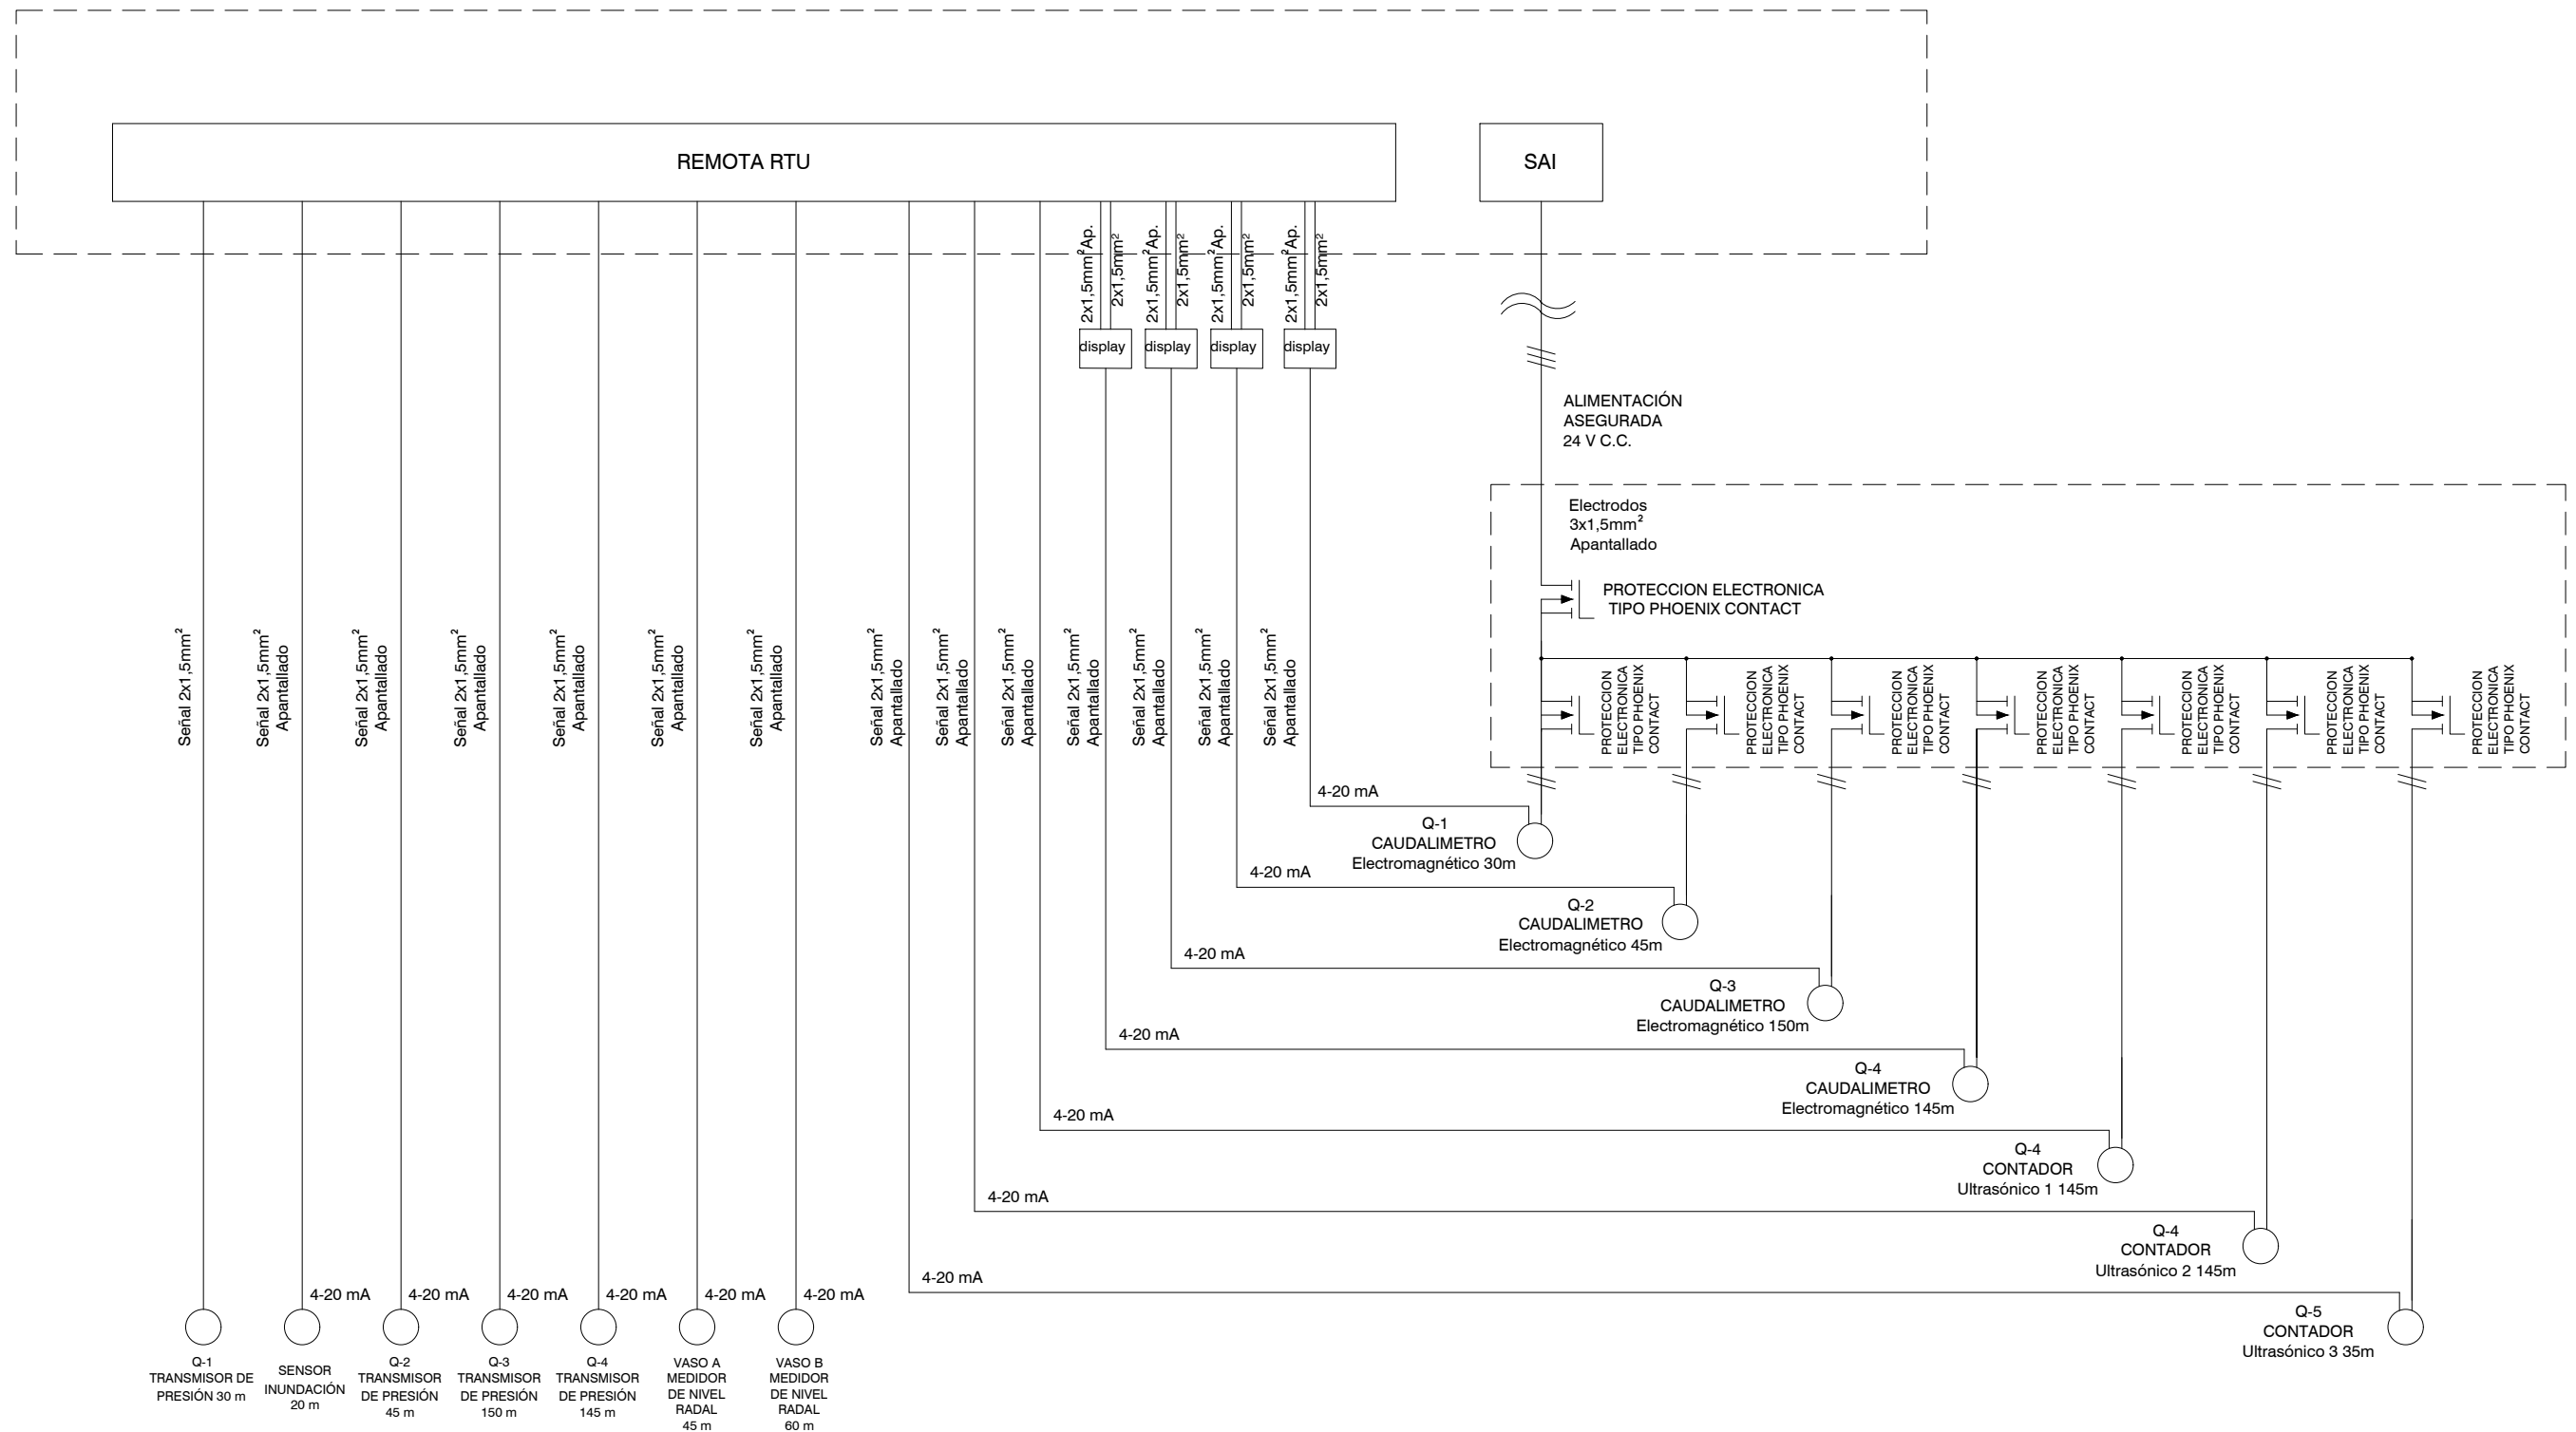 REMOTA RTU
SAI
2x1,5mm² Ap.
2x1,5mm²
2x1,5mm² Ap.
2x1,5mm²
2x1,5mm² Ap.
2x1,5mm²
2x1,5mm² Ap.
2x1,5mm²
display
display
display
display
ALIMENTACIÓN
ASEGURADA
24 V C.C.
Electrodos
3x1,5mm²
Apantallado
PROTECCION ELECTRONICA
TIPO PHOENIX CONTACT
Señal 2x1,5mm²
Señal 2x1,5mm²
Apantallado
Señal 2x1,5mm²
Apantallado
Señal 2x1,5mm²
Apantallado
Señal 2x1,5mm²
Apantallado
Señal 2x1,5mm²
Apantallado
Señal 2x1,5mm²
Apantallado
Señal 2x1,5mm²
Apantallado
Señal 2x1,5mm²
Apantallado
Señal 2x1,5mm²
Apantallado
Señal 2x1,5mm²
Apantallado
Señal 2x1,5mm²
Apantallado
Señal 2x1,5mm²
Apantallado
Señal 2x1,5mm²
Apantallado
PROTECCION
ELECTRONICA
TIPO PHOENIX
CONTACT
PROTECCION
ELECTRONICA
TIPO PHOENIX
CONTACT
PROTECCION
ELECTRONICA
TIPO PHOENIX
CONTACT
PROTECCION
ELECTRONICA
TIPO PHOENIX
CONTACT
PROTECCION
ELECTRONICA
TIPO PHOENIX
CONTACT
PROTECCION
ELECTRONICA
TIPO PHOENIX
CONTACT
PROTECCION
ELECTRONICA
TIPO PHOENIX
CONTACT
4-20 mA
Q-1
CAUDALIMETRO
Electromagnético 30m
4-20 mA
Q-2
CAUDALIMETRO
Electromagnético 45m
4-20 mA
Q-3
CAUDALIMETRO
Electromagnético 150m
4-20 mA
Q-4
CAUDALIMETRO
Electromagnético 145m
4-20 mA
Q-4
CONTADOR
Ultrasónico 1 145m
4-20 mA
Q-4
CONTADOR
Ultrasónico 2 145m
4-20 mA
Q-5
CONTADOR
Ultrasónico 3 35m
4-20 mA
4-20 mA
4-20 mA
4-20 mA
4-20 mA
4-20 mA
Q-1
TRANSMISOR DE
PRESIÓN 30 m
SENSOR
INUNDACIÓN
20 m
Q-2
TRANSMISOR
DE PRESIÓN
45 m
Q-3
TRANSMISOR
DE PRESIÓN
150 m
Q-4
TRANSMISOR
DE PRESIÓN
145 m
VASO A
MEDIDOR
DE NIVEL
RADAL
45 m
VASO B
MEDIDOR
DE NIVEL
RADAL
60 m